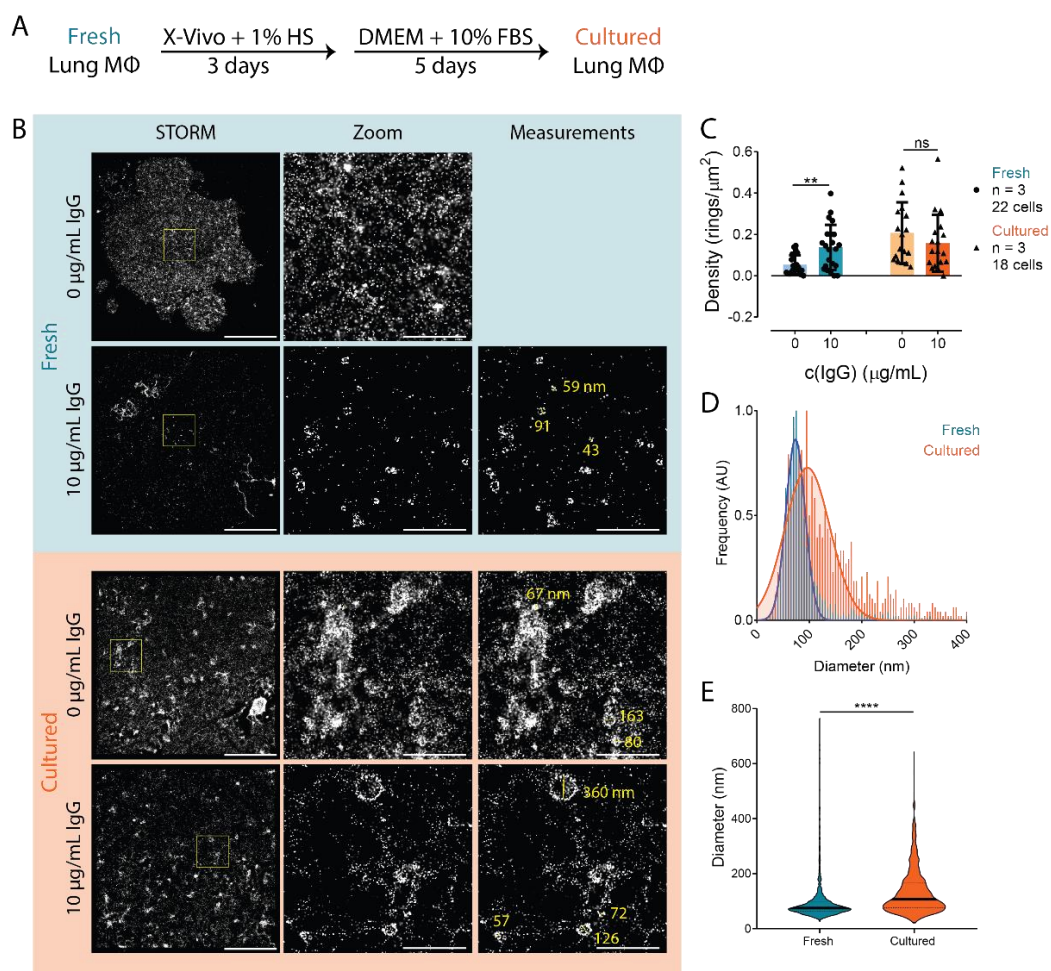 A
Fresh
Lung MΦ
X-Vivo + 1% HS
3 days
DMEM + 10% FBS
5 days
Cultured
Lung MΦ
B
STORM Zoom Measurements
Fresh
0 μg/mL IgG
10 μg/mL IgG
59 nm
91
43
Cultured
0 μg/mL IgG
67 nm
163
80
10 μg/mL IgG
360 nm
57
72
126
C
Density (rings/μm²)
0.6
0.4
0.2
0.0
-0.2
**
ns
0 10 0 10
c(IgG) (μg/mL)
Fresh
n = 3
22 cells
Cultured
n = 3
18 cells
D
Frequency (AU)
1.0
0.5
0.0
0 100 200 300 400
Diameter (nm)
Fresh
Cultured
E
Diameter (nm)
800
600
400
200
0
****
Fresh Cultured